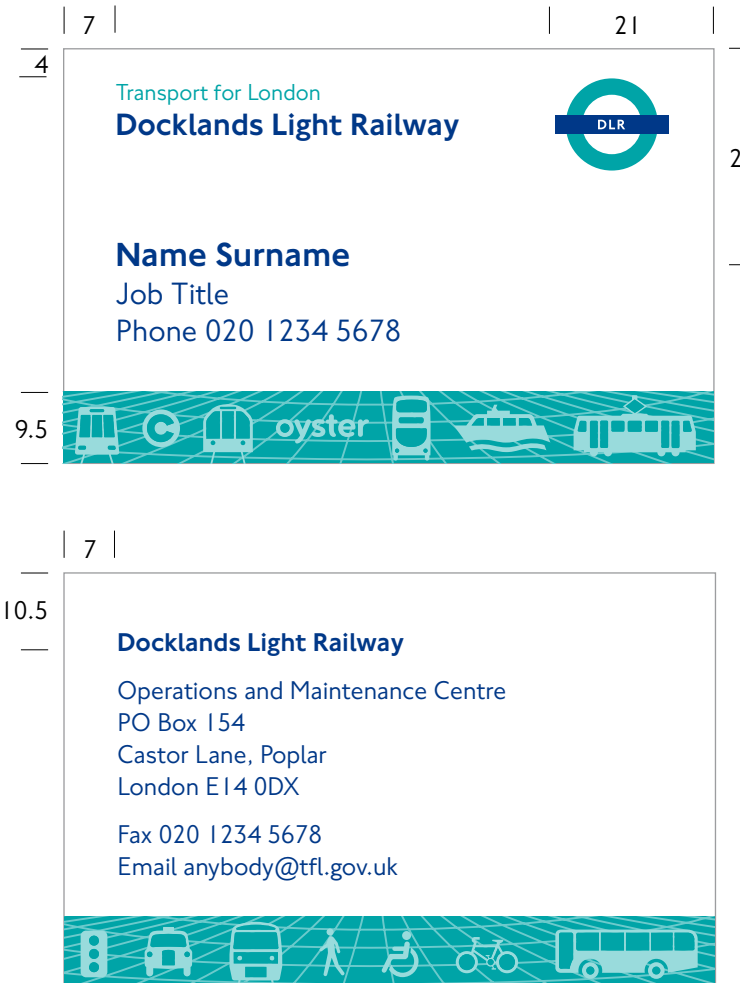 7
21
4
Transport for London
Docklands Light Railway
DLR
2
Name Surname
Job Title
Phone 020 1234 5678
9.5
C
oyster
7
10.5
Docklands Light Railway
Operations and Maintenance Centre
PO Box 154
Castor Lane, Poplar
London E14 0DX
Fax 020 1234 5678
Email anybody@tfl.gov.uk